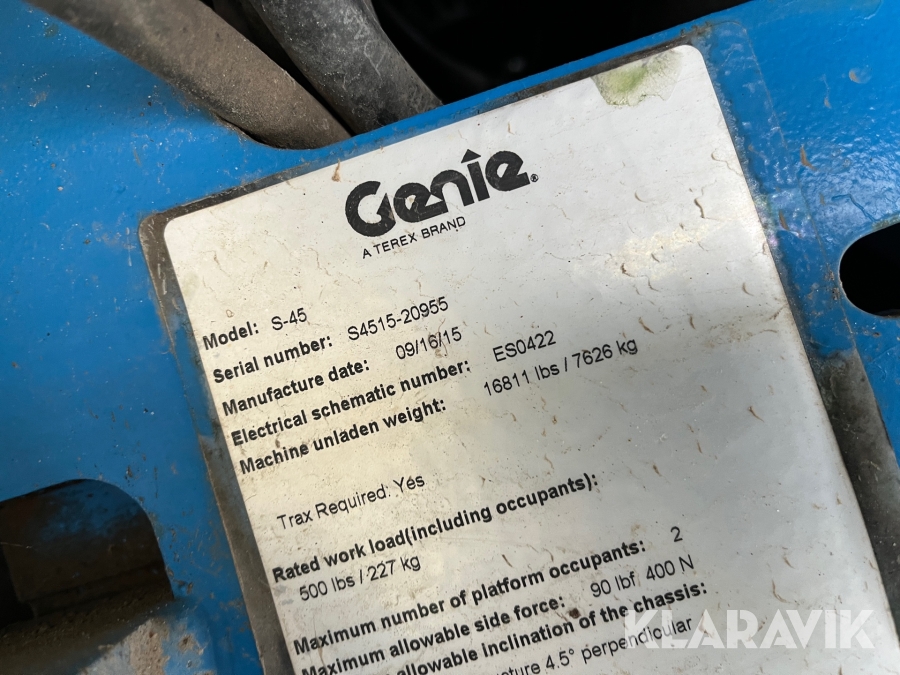 Genie®
A TEREX BRAND
Model: S-45
Serial number: S4515-20955
Manufacture date: 09/16/15
Electrical schematic number: ES0422
Machine unladen weight: 16811 lbs / 7626 kg
Trax Required: Yes
Rated work load(including occupants):
500 lbs / 227 kg
Maximum number of platform occupants: 2
Maximum allowable side force: 90 lbf 400 N
allowable inclination of the chassis:
4.5° perpendicular
KLARAVIK